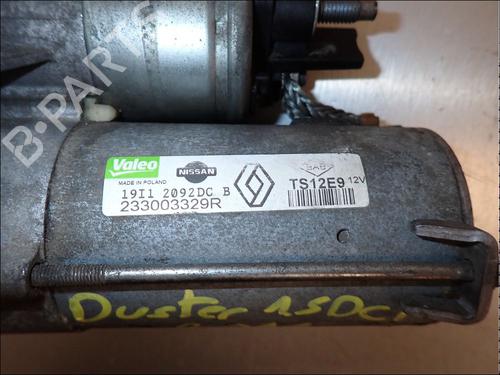 B-PARTS
Valeo
MADE IN POLAND
NISSAN
19I1 2092DC B
233003329R
TS12E9 12V
Duster 1.5DCi